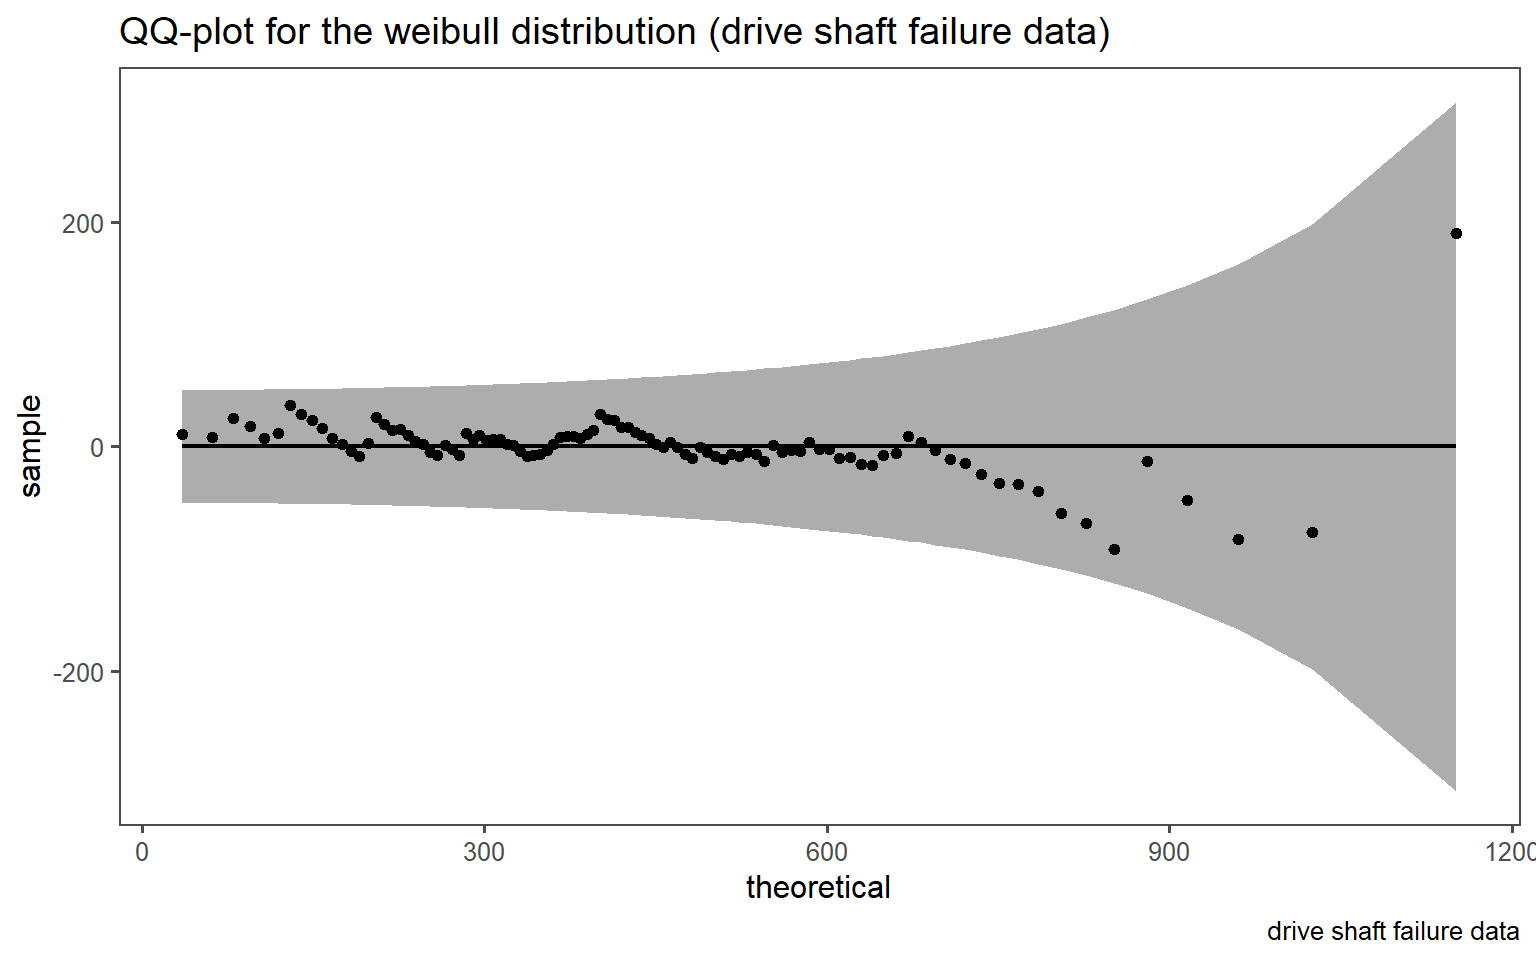 QQ-plot for the weibull distribution (drive shaft failure data)
sample
200
0
-200
0 300 600 900 1200
theoretical
drive shaft failure data